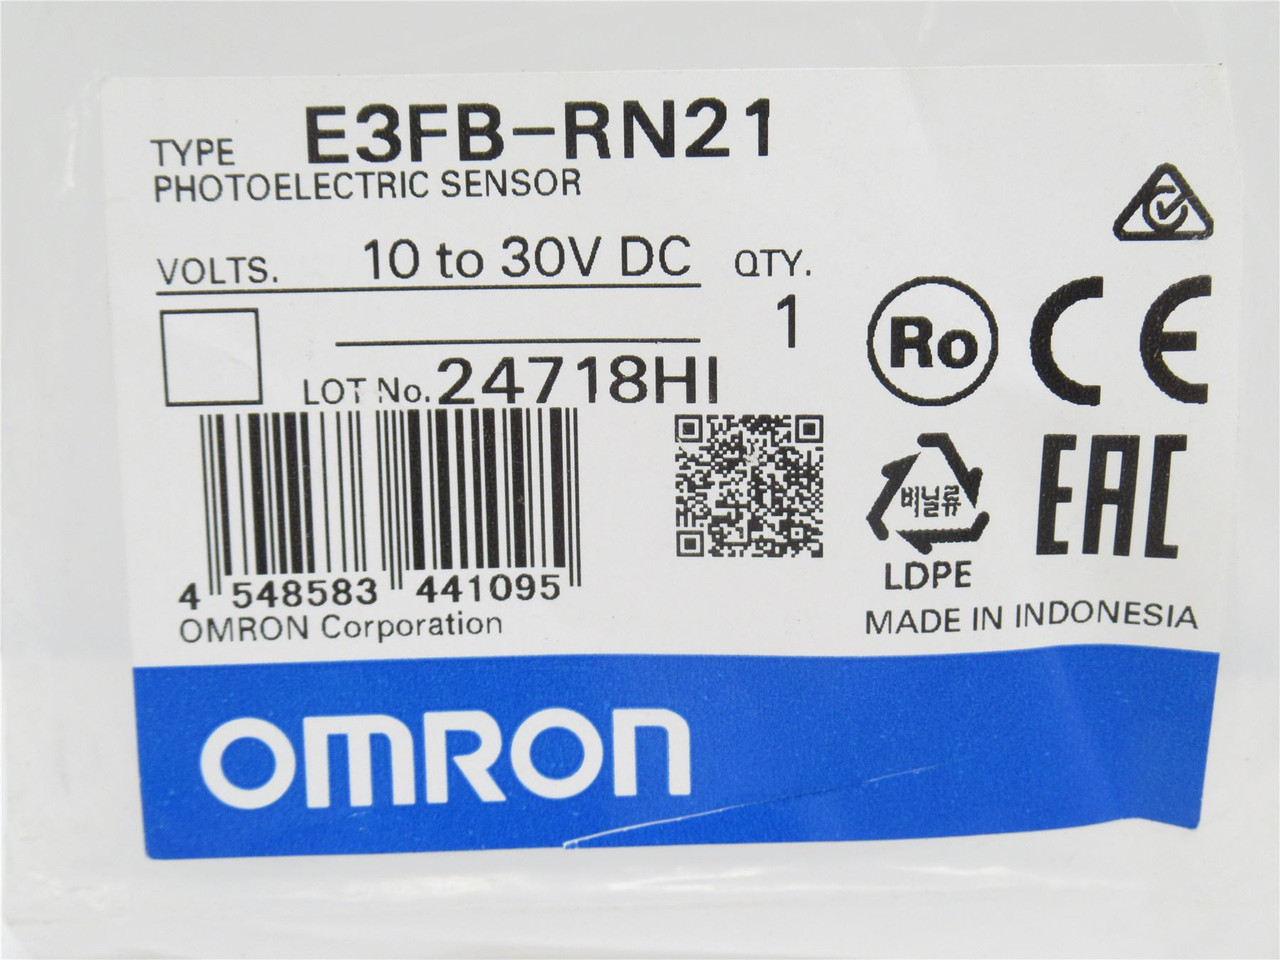 TYPE E3FB-RN21
PHOTOELECTRIC SENSOR
VOLTS. 10 to 30V DC QTY.
1
LOT No. 24718HI
4 548583 441095
OMRON Corporation
Ro CE
비닐류
LDPE
EAC
MADE IN INDONESIA
OMRON